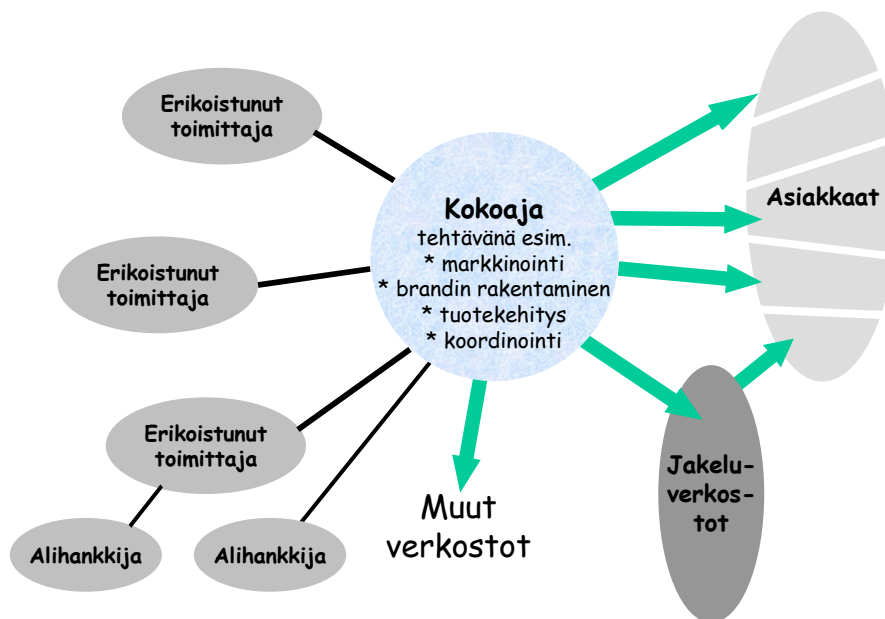 Erikoistunut
toimittaja
Kokoaja
tehtävänä esim.
* markkinointi
* brandin rakentaminen
* tuotekehitys
* koordinointi
Asiakkaat
Erikoistunut
toimittaja
Erikoistunut
toimittaja
Alihankkija
Alihankkija
Muut
verkostot
Jakelu-
verkos-
tot